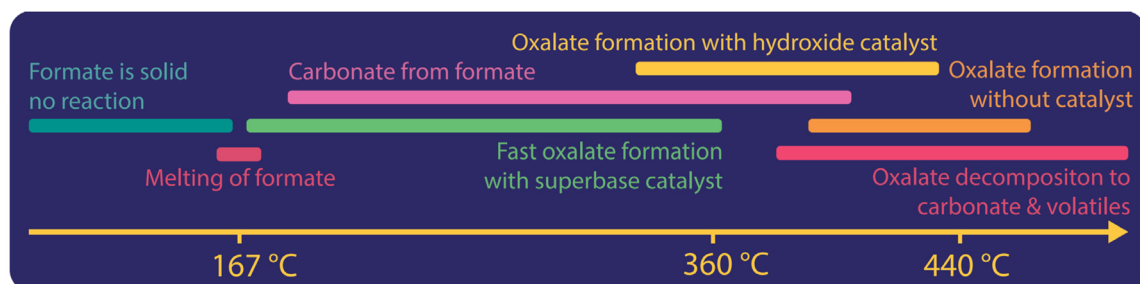 Oxalate formation with hydroxide catalyst
Formate is solid
no reaction
Carbonate from formate
Oxalate formation
without catalyst
Melting of formate
Fast oxalate formation
with superbase catalyst
Oxalate decompositon to
carbonate & volatiles
167 °C
360 °C
440 °C